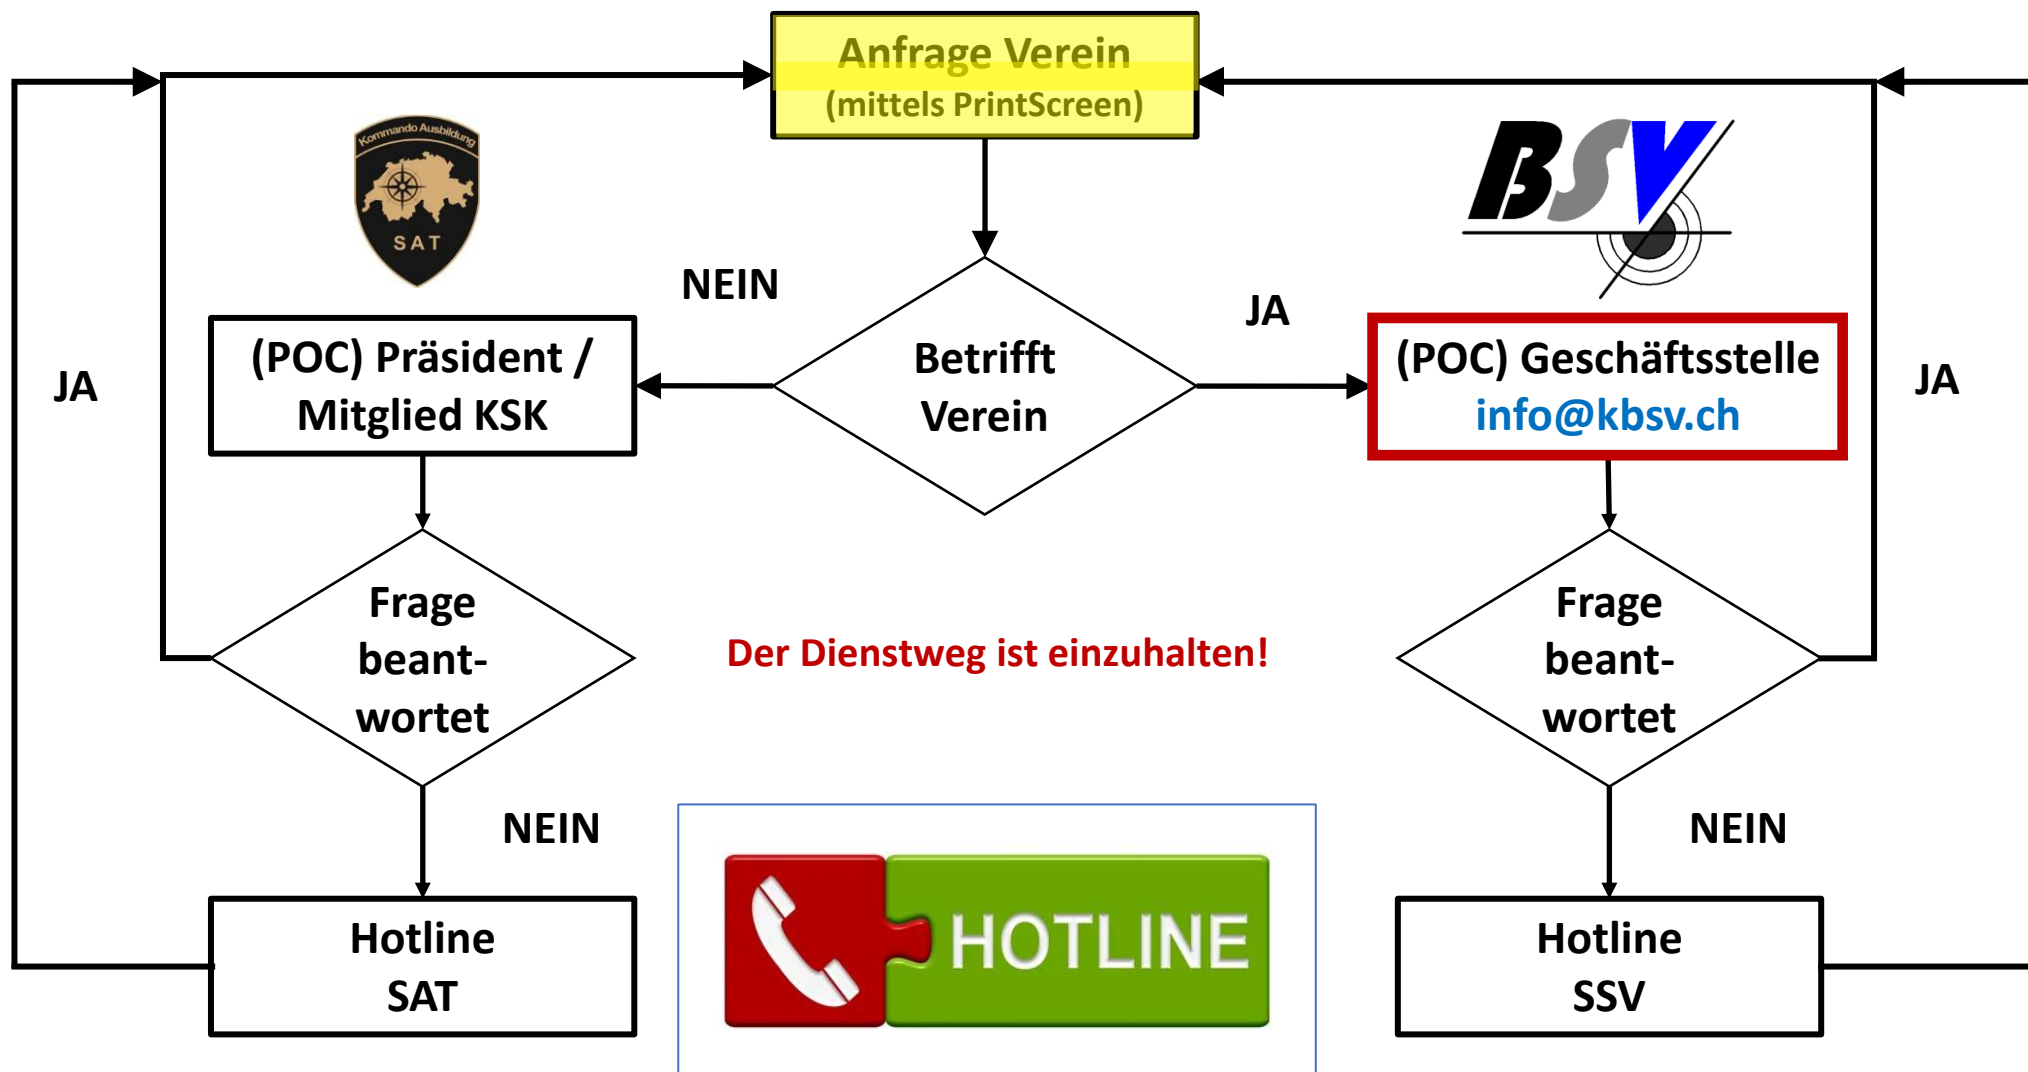 Anfrage Verein
(mittels PrintScreen)
Kommando Ausbildung
SAT
BSV
NEIN
JA
(POC) Präsident /
Mitglied KSK
Betrifft
Verein
(POC) Geschäftsstelle
info@kbsv.ch
JA
JA
Frage
beant-
wortet
Der Dienstweg ist einzuhalten!
Frage
beant-
wortet
NEIN
NEIN
Hotline
SAT
HOTLINE
Hotline
SSV